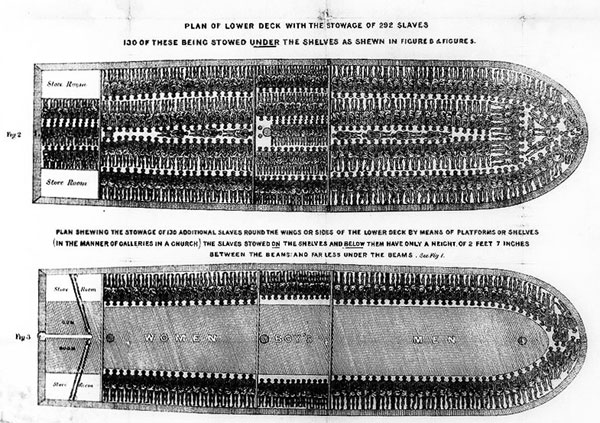 PLAN OF LOWER DECK WITH THE STOWAGE OF 292 SLAVES
130 OF THESE BEING STOWED UNDER THE SHELVES AS SHEWN IN FIGURE D & FIGURE 5.
Store Room
Fig 2
Store Room
PLAN SHEWING THE STOWAGE OF 130 ADDITIONAL SLAVES ROUND THE WINGS OR SIDES OF THE LOWER DECK BY MEANS OF PLATFORMS OR SHELVES
(IN THE MANNER OF GALLERIES IN A CHURCH) THE SLAVES STOWED ON THE SHELVES AND BELOW THEM HAVE ONLY A HEIGHT OF 2 FEET 7 INCHES
BETWEEN THE BEAMS: AND FAR LESS UNDER THE BEAMS. See Fig 1.
Store Room
GUN
Fig 3
WOMEN
BOYS
MEN
ROOM
Store Room